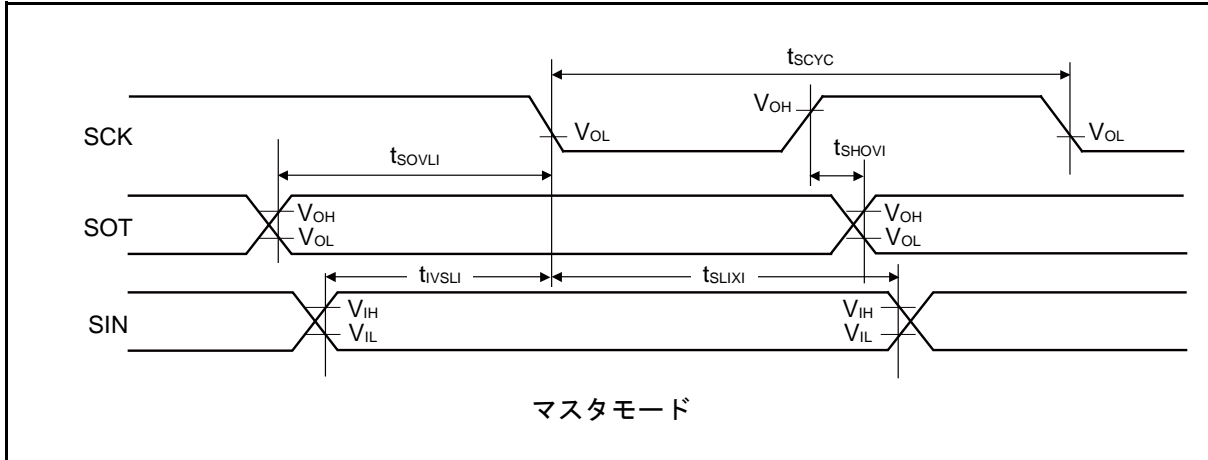 tSCYC
SCK
VOH
VOL
VOL
tSOVLI
tSHOVI
SOT
VOH
VOL
VOH
VOL
tIVSLI
tSLIXI
SIN
VIH
VIL
VIH
VIL
マスタモード